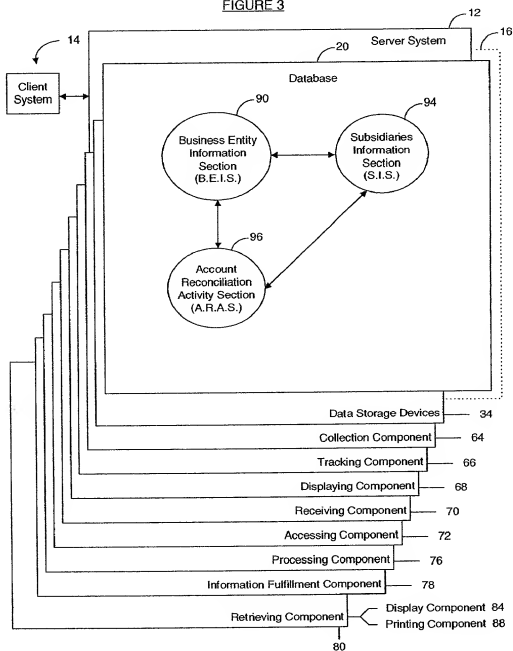 FIGURE 3
12
14
16
Server System
20
Client
System
Database
90
94
Business Entity
Information
Section
(B.E.I.S.)
Subsidiaries
Information
Section
(S.I.S.)
96
Account
Reconciliation
Activity Section
(A.R.A.S.)
Data Storage Devices 34
Collection Component 64
Tracking Component 66
Displaying Component 68
Receiving Component 70
Accessing Component 72
Processing Component 76
Information Fulfillment Component 78
Retrieving Component
Display Component 84
Printing Component 88
80